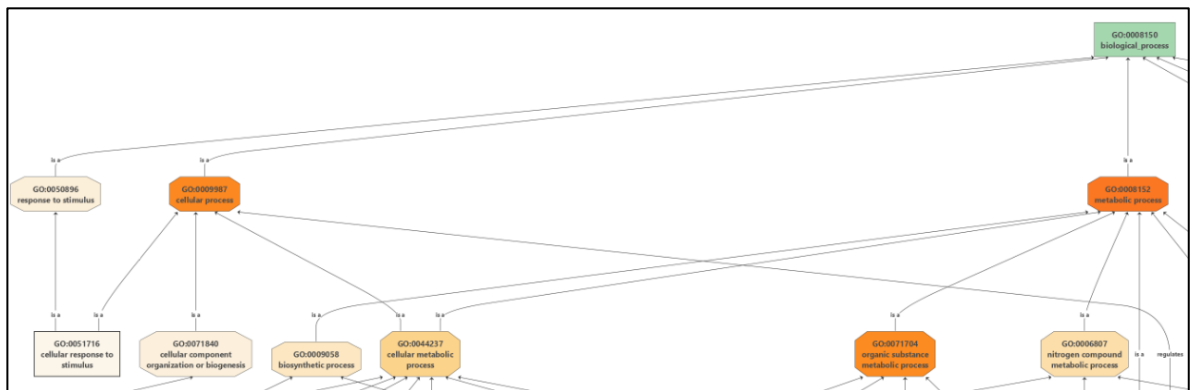 GO:0008150
biological_process
is a
is a
is a
GO:0050896
response to stimulus
GO:0009987
cellular process
GO:0008152
metabolic process
is a
is a
is a
is a
is a
is a
is a
is a
GO:0051716
cellular response to
stimulus
GO:0071840
cellular component
organization or biogenesis
GO:0009058
biosynthetic process
GO:0044237
cellular metabolic
process
GO:0071704
organic substance
metabolic process
GO:0006807
nitrogen compound
metabolic process
is a
regulates